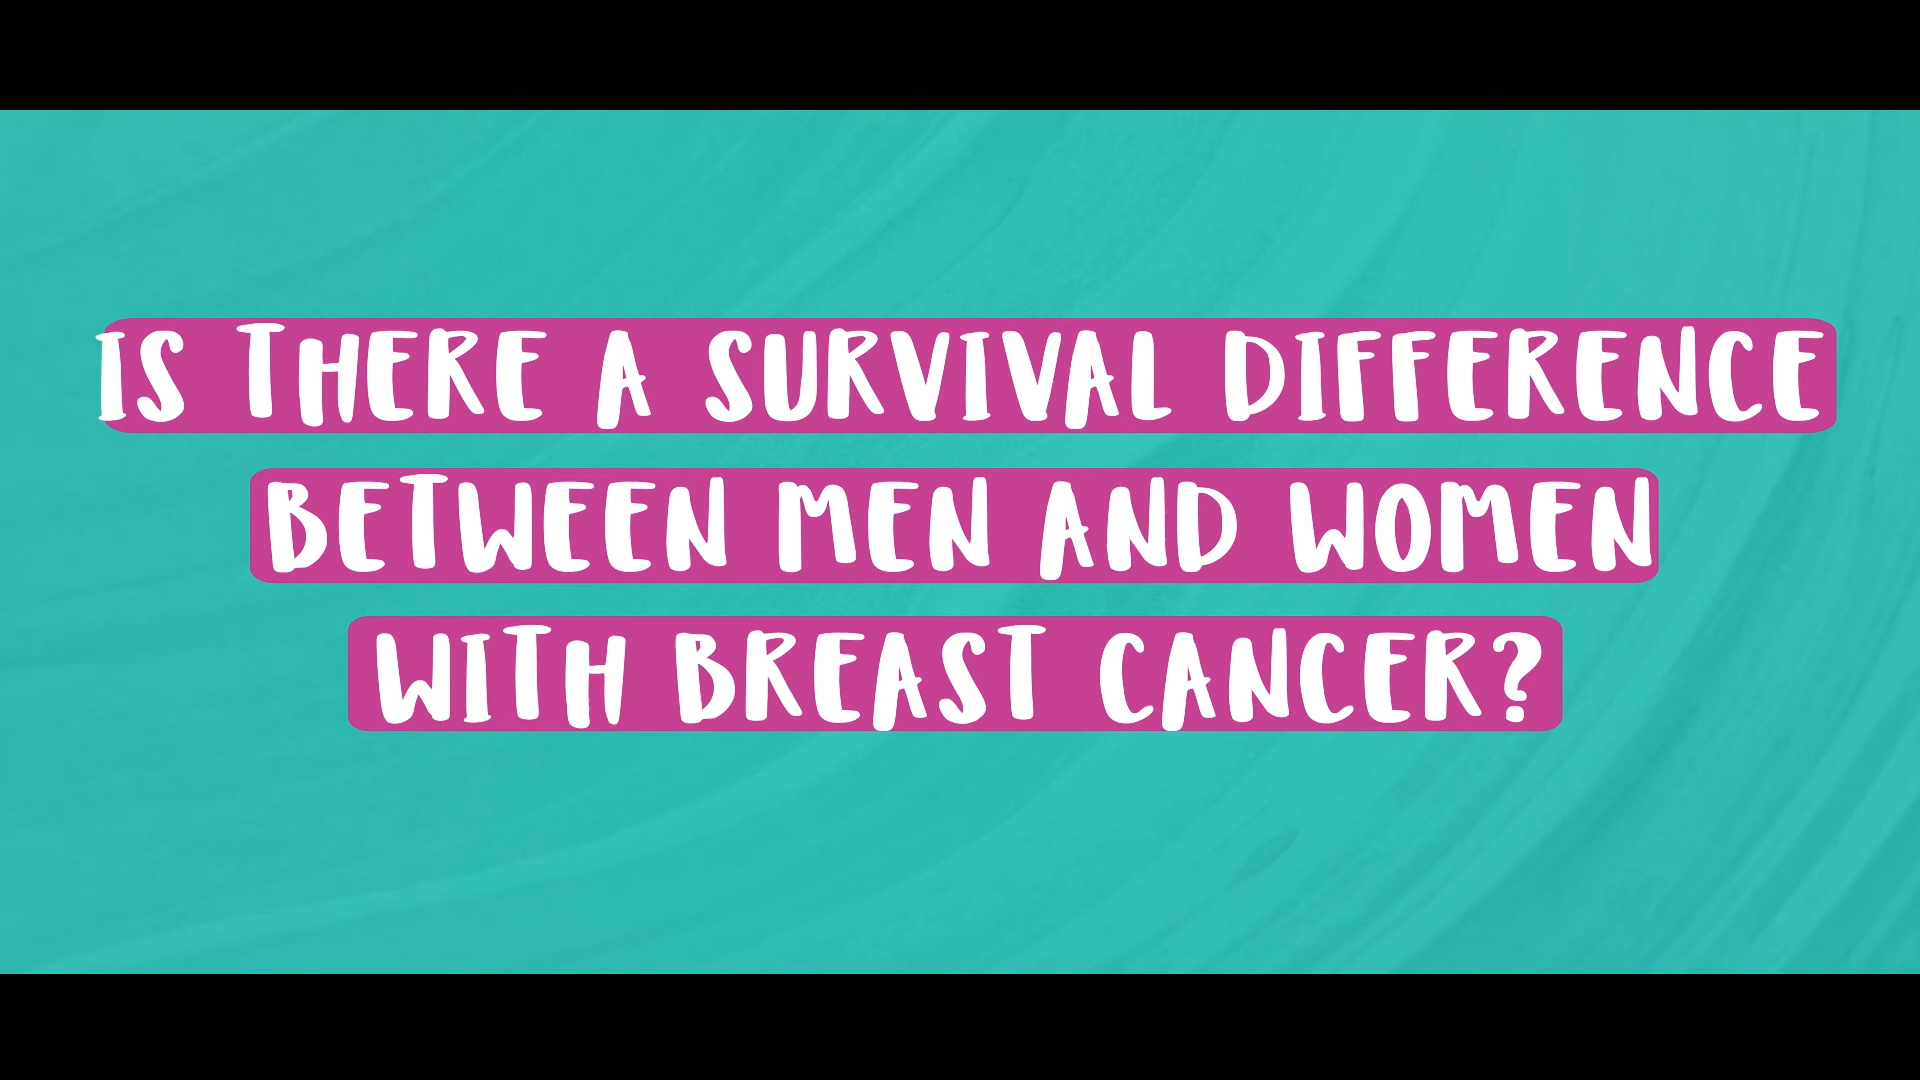 IS THERE A SURVIVAL DIFFERENCE
BETWEEN MEN AND WOMEN
WITH BREAST CANCER?